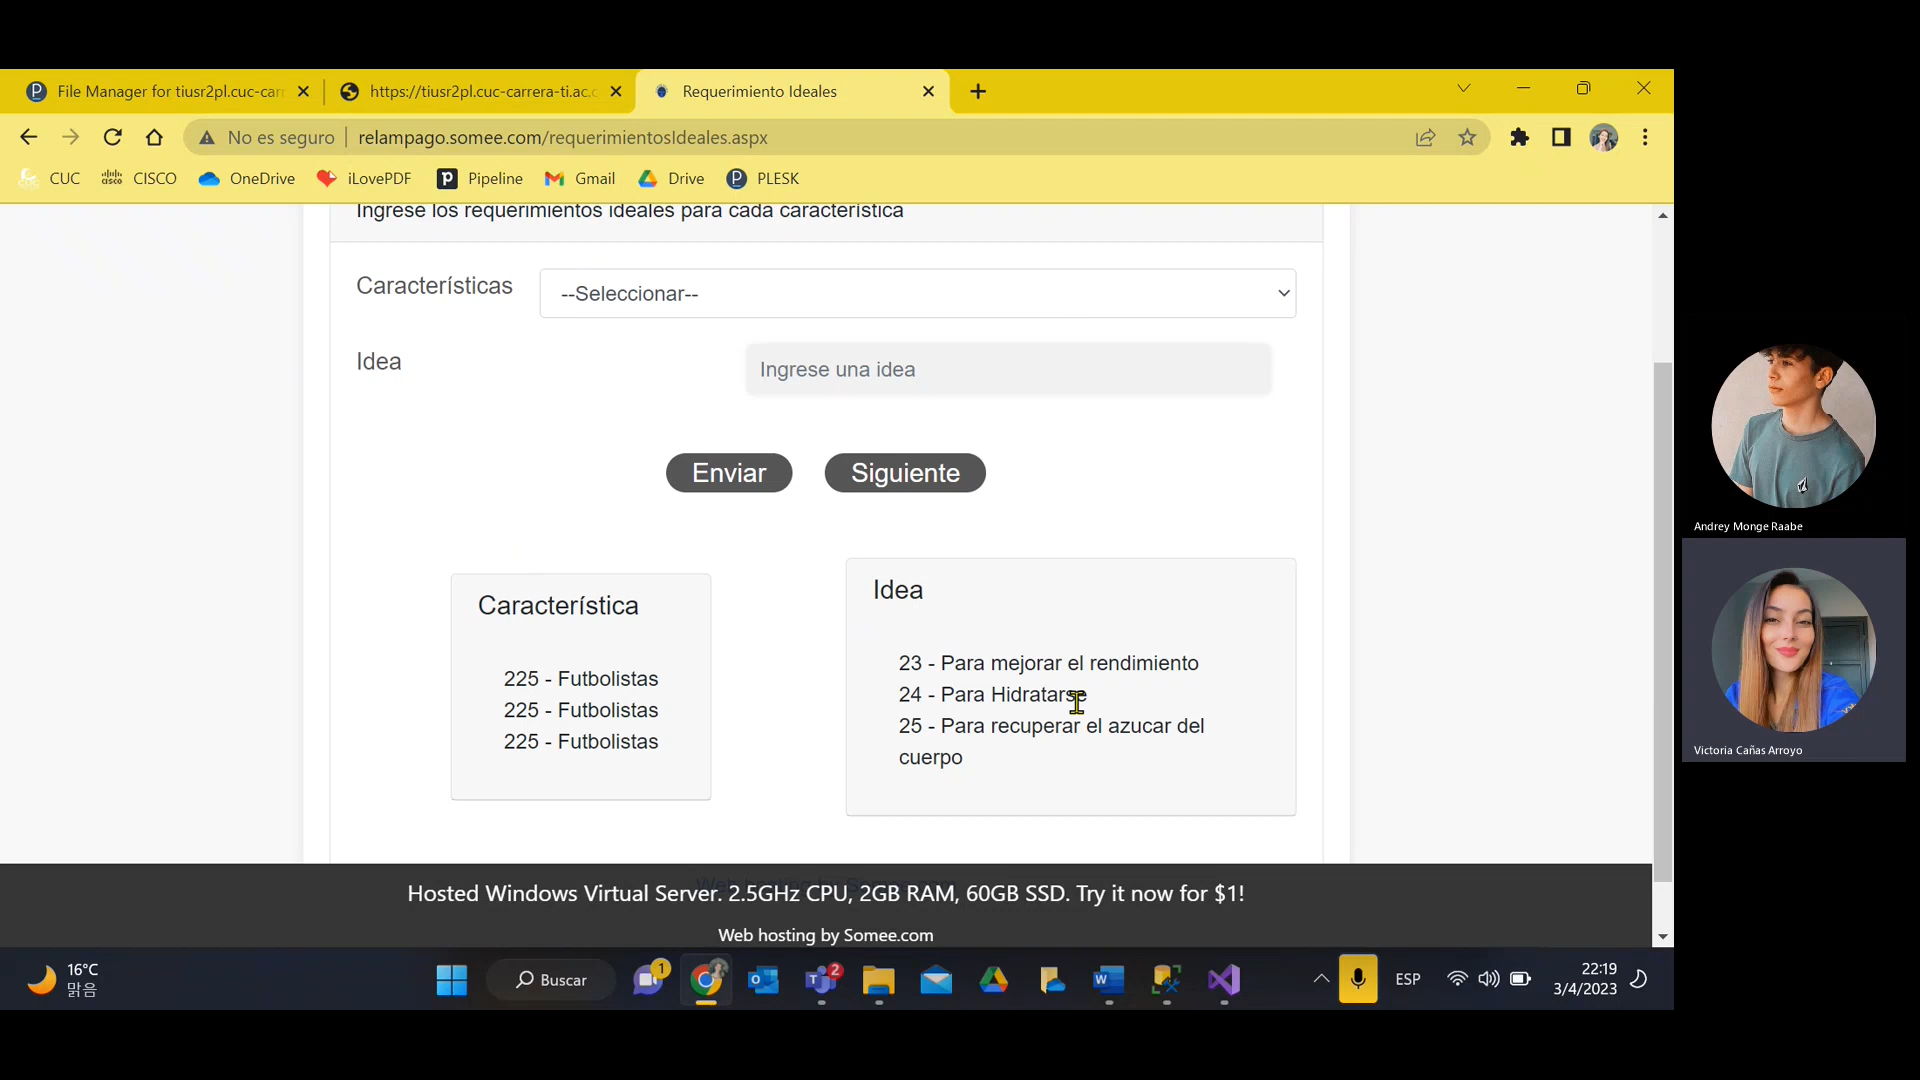 File Manager for tiusr2pl.cuc-car
https://tiusr2pl.cuc-carrera-ti.ac.c
Requerimiento Ideales
No es seguro
relampago.somee.com/requerimientosIdeales.aspx
CUC
CISCO
OneDrive
iLovePDF
Pipeline
Gmail
Drive
PLESK
Ingrese los requerimientos ideales para cada característica
Características
--Seleccionar--
Idea
Ingrese una idea
Enviar
Siguiente
Característica
225 - Futbolistas
225 - Futbolistas
225 - Futbolistas
Idea
23 - Para mejorar el rendimiento
24 - Para Hidratarse
25 - Para recuperar el azucar del
cuerpo
Hosted Windows Virtual Server. 2.5GHz CPU, 2GB RAM, 60GB SSD. Try it now for $1!
Web hosting by Somee.com
Andrey Monge Raabe
Victoria Cañas Arroyo
16°C
맑음
Buscar
1
2
ESP
22:19
3/4/2023